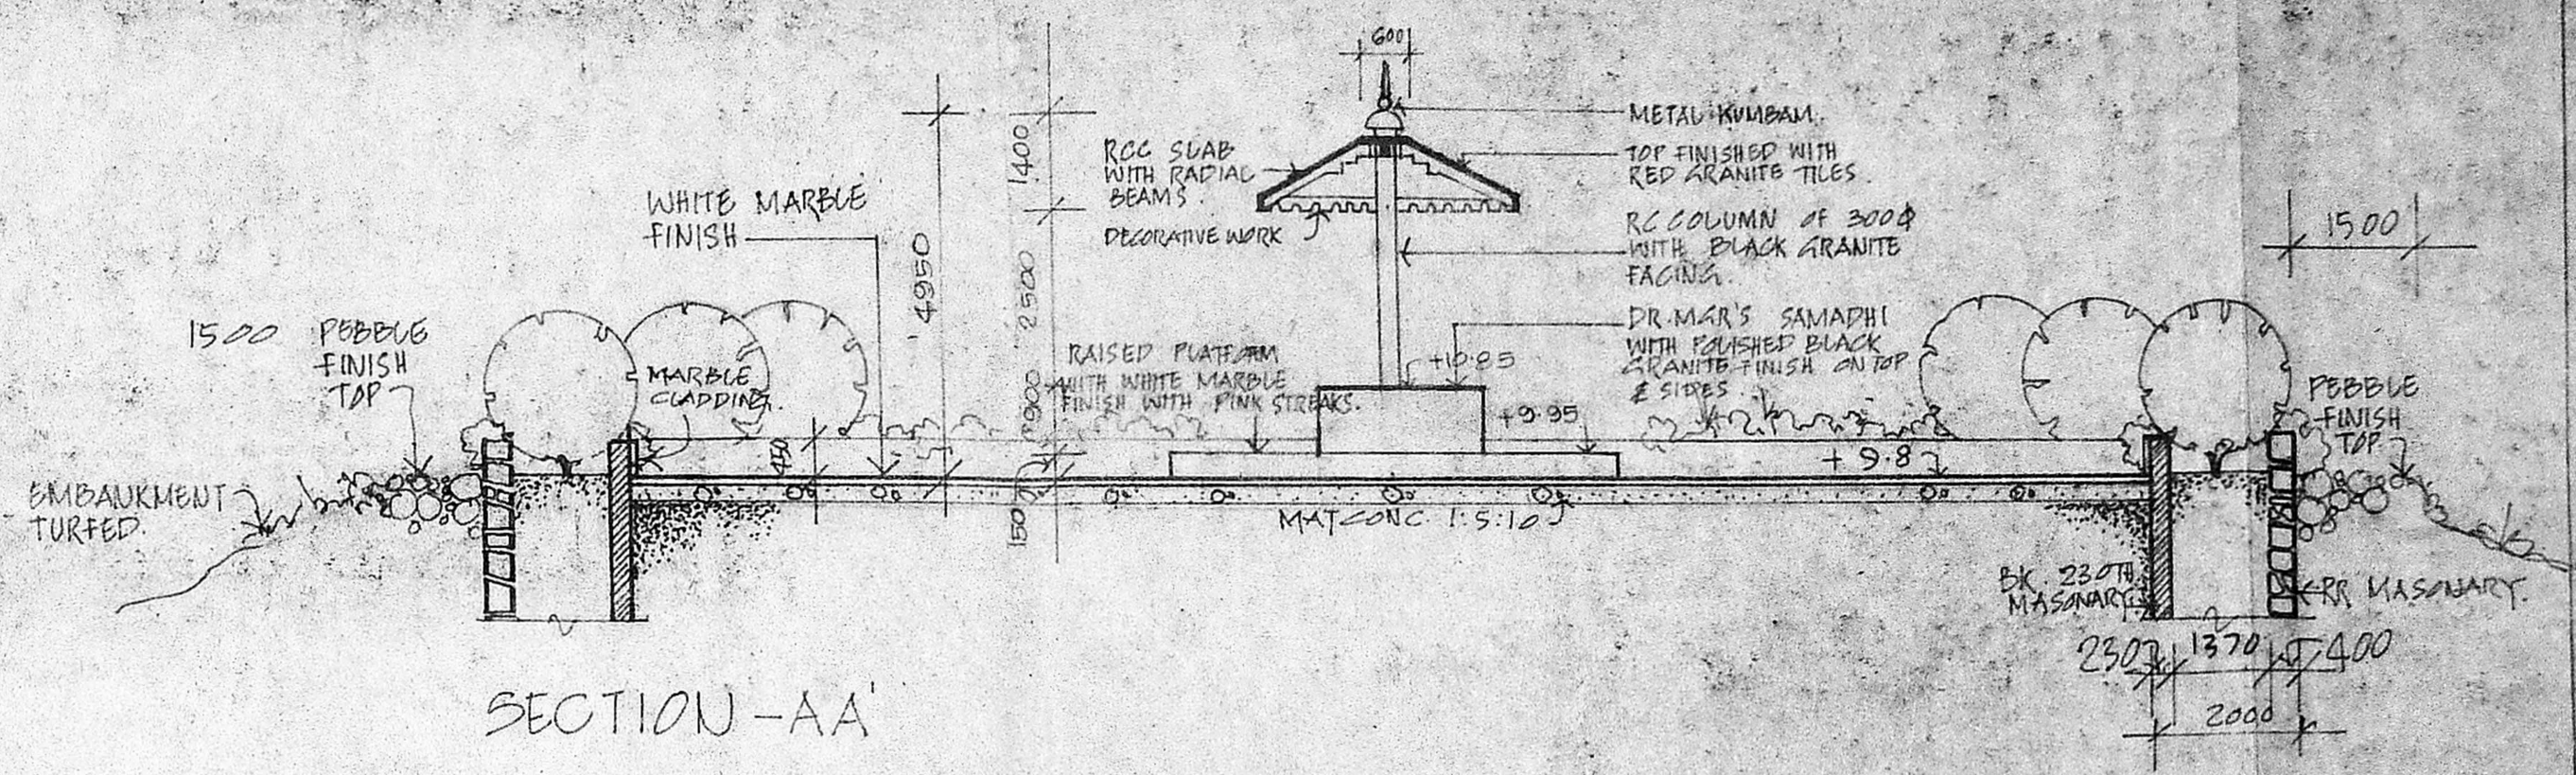 600
METAL KUMBAM.
1400
RCC SLAB
WITH RADIAL
BEAMS.
TOP FINISHED WITH
RED GRANITE TILES.
WHITE MARBLE
FINISH
DECORATIVE WORK
RC COLUMN OF 300Φ
WITH BLACK GRANITE
FACING.
1500
4950
2500
1500
PEBBLE
FINISH
TOP
MARBLE
CLADDING.
RAISED PLATFORM
WITH WHITE MARBLE
FINISH WITH PINK STREAKS.
900
+10.85
DR.MGR'S SAMADHI
WITH POLISHED BLACK
GRANITE FINISH ON TOP
& SIDES.
PEBBLE
FINISH
TOP
+9.95
450
+9.8
EMBANKMENT
TURFED.
150
150
MAT CONC. 1:5:10
BK. 230TH
MASONARY
RR MASONARY.
230
1370
400
2000
SECTION - AA'